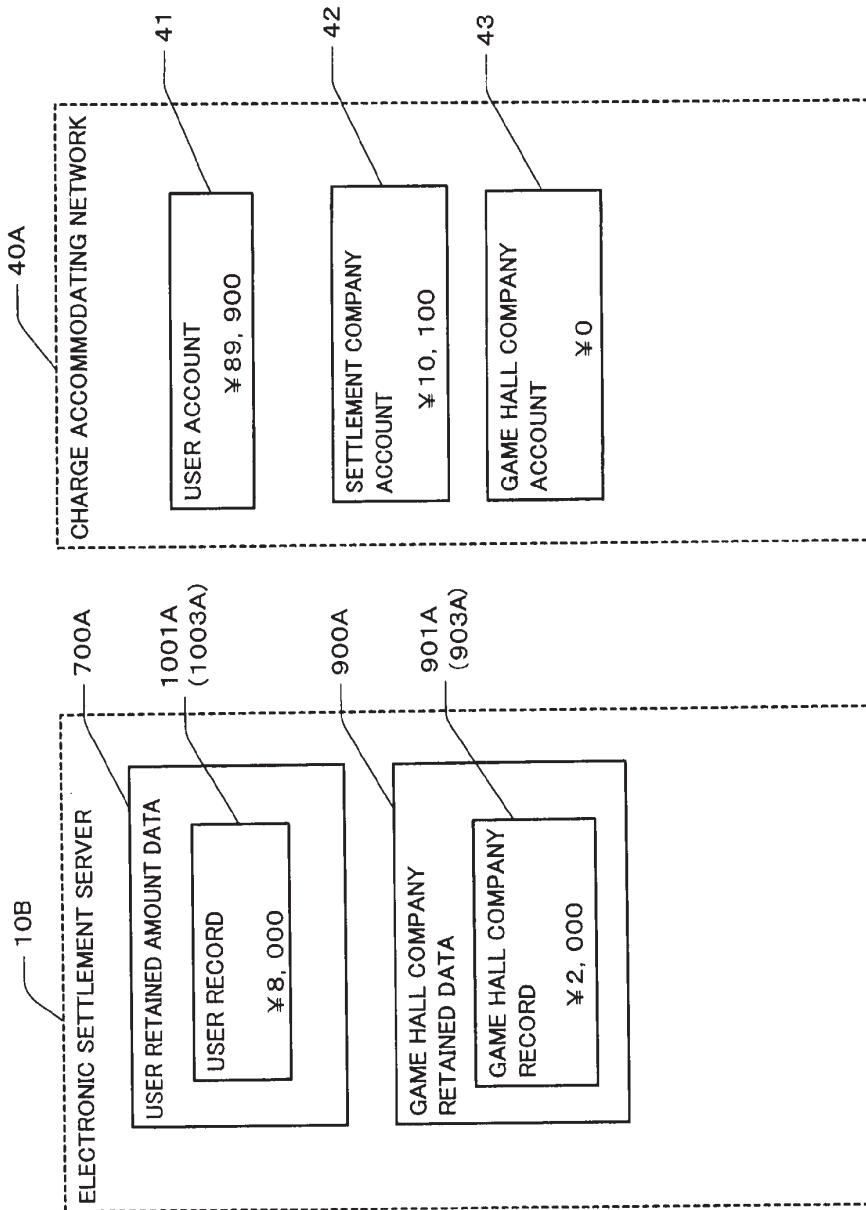 10B
ELECTRONIC SETTLEMENT SERVER
700A
USER RETAINED AMOUNT DATA
1001A
(1003A)
USER RECORD
¥8, 000
900A
GAME HALL COMPANY
RETAINED DATA
901A
(903A)
GAME HALL COMPANY
RECORD
¥2, 000
40A
CHARGE ACCOMMODATING NETWORK
41
USER ACCOUNT
¥89, 900
42
SETTLEMENT COMPANY
ACCOUNT
¥10, 100
43
GAME HALL COMPANY
ACCOUNT
¥0